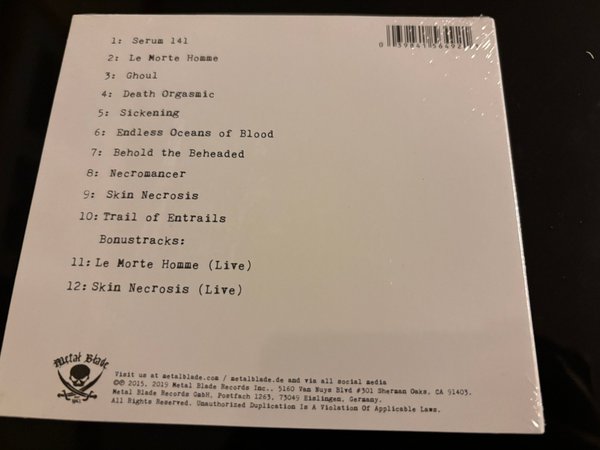 1: Serum 141
2: Le Morte Homme
3: Ghoul
4: Death Orgasmic
5: Sickening
6: Endless Oceans of Blood
7: Behold the Beheaded
8: Necromancer
9: Skin Necrosis
10: Trail of Entrails
Bonustracks:
11: Le Morte Homme (Live)
12: Skin Necrosis (Live)
Metal Blade
Visit us at metalblade.com / metalblade.de and via all social media
©℗ 2015, 2019 Metal Blade Records Inc., 5160 Van Nuys Blvd #301 Sherman Oaks, CA 91403.
Metal Blade Records GmbH, Postfach 1263, 73049 Eislingen, Germany.
All Rights Reserved. Unauthorized Duplication Is A Violation Of Applicable Laws.